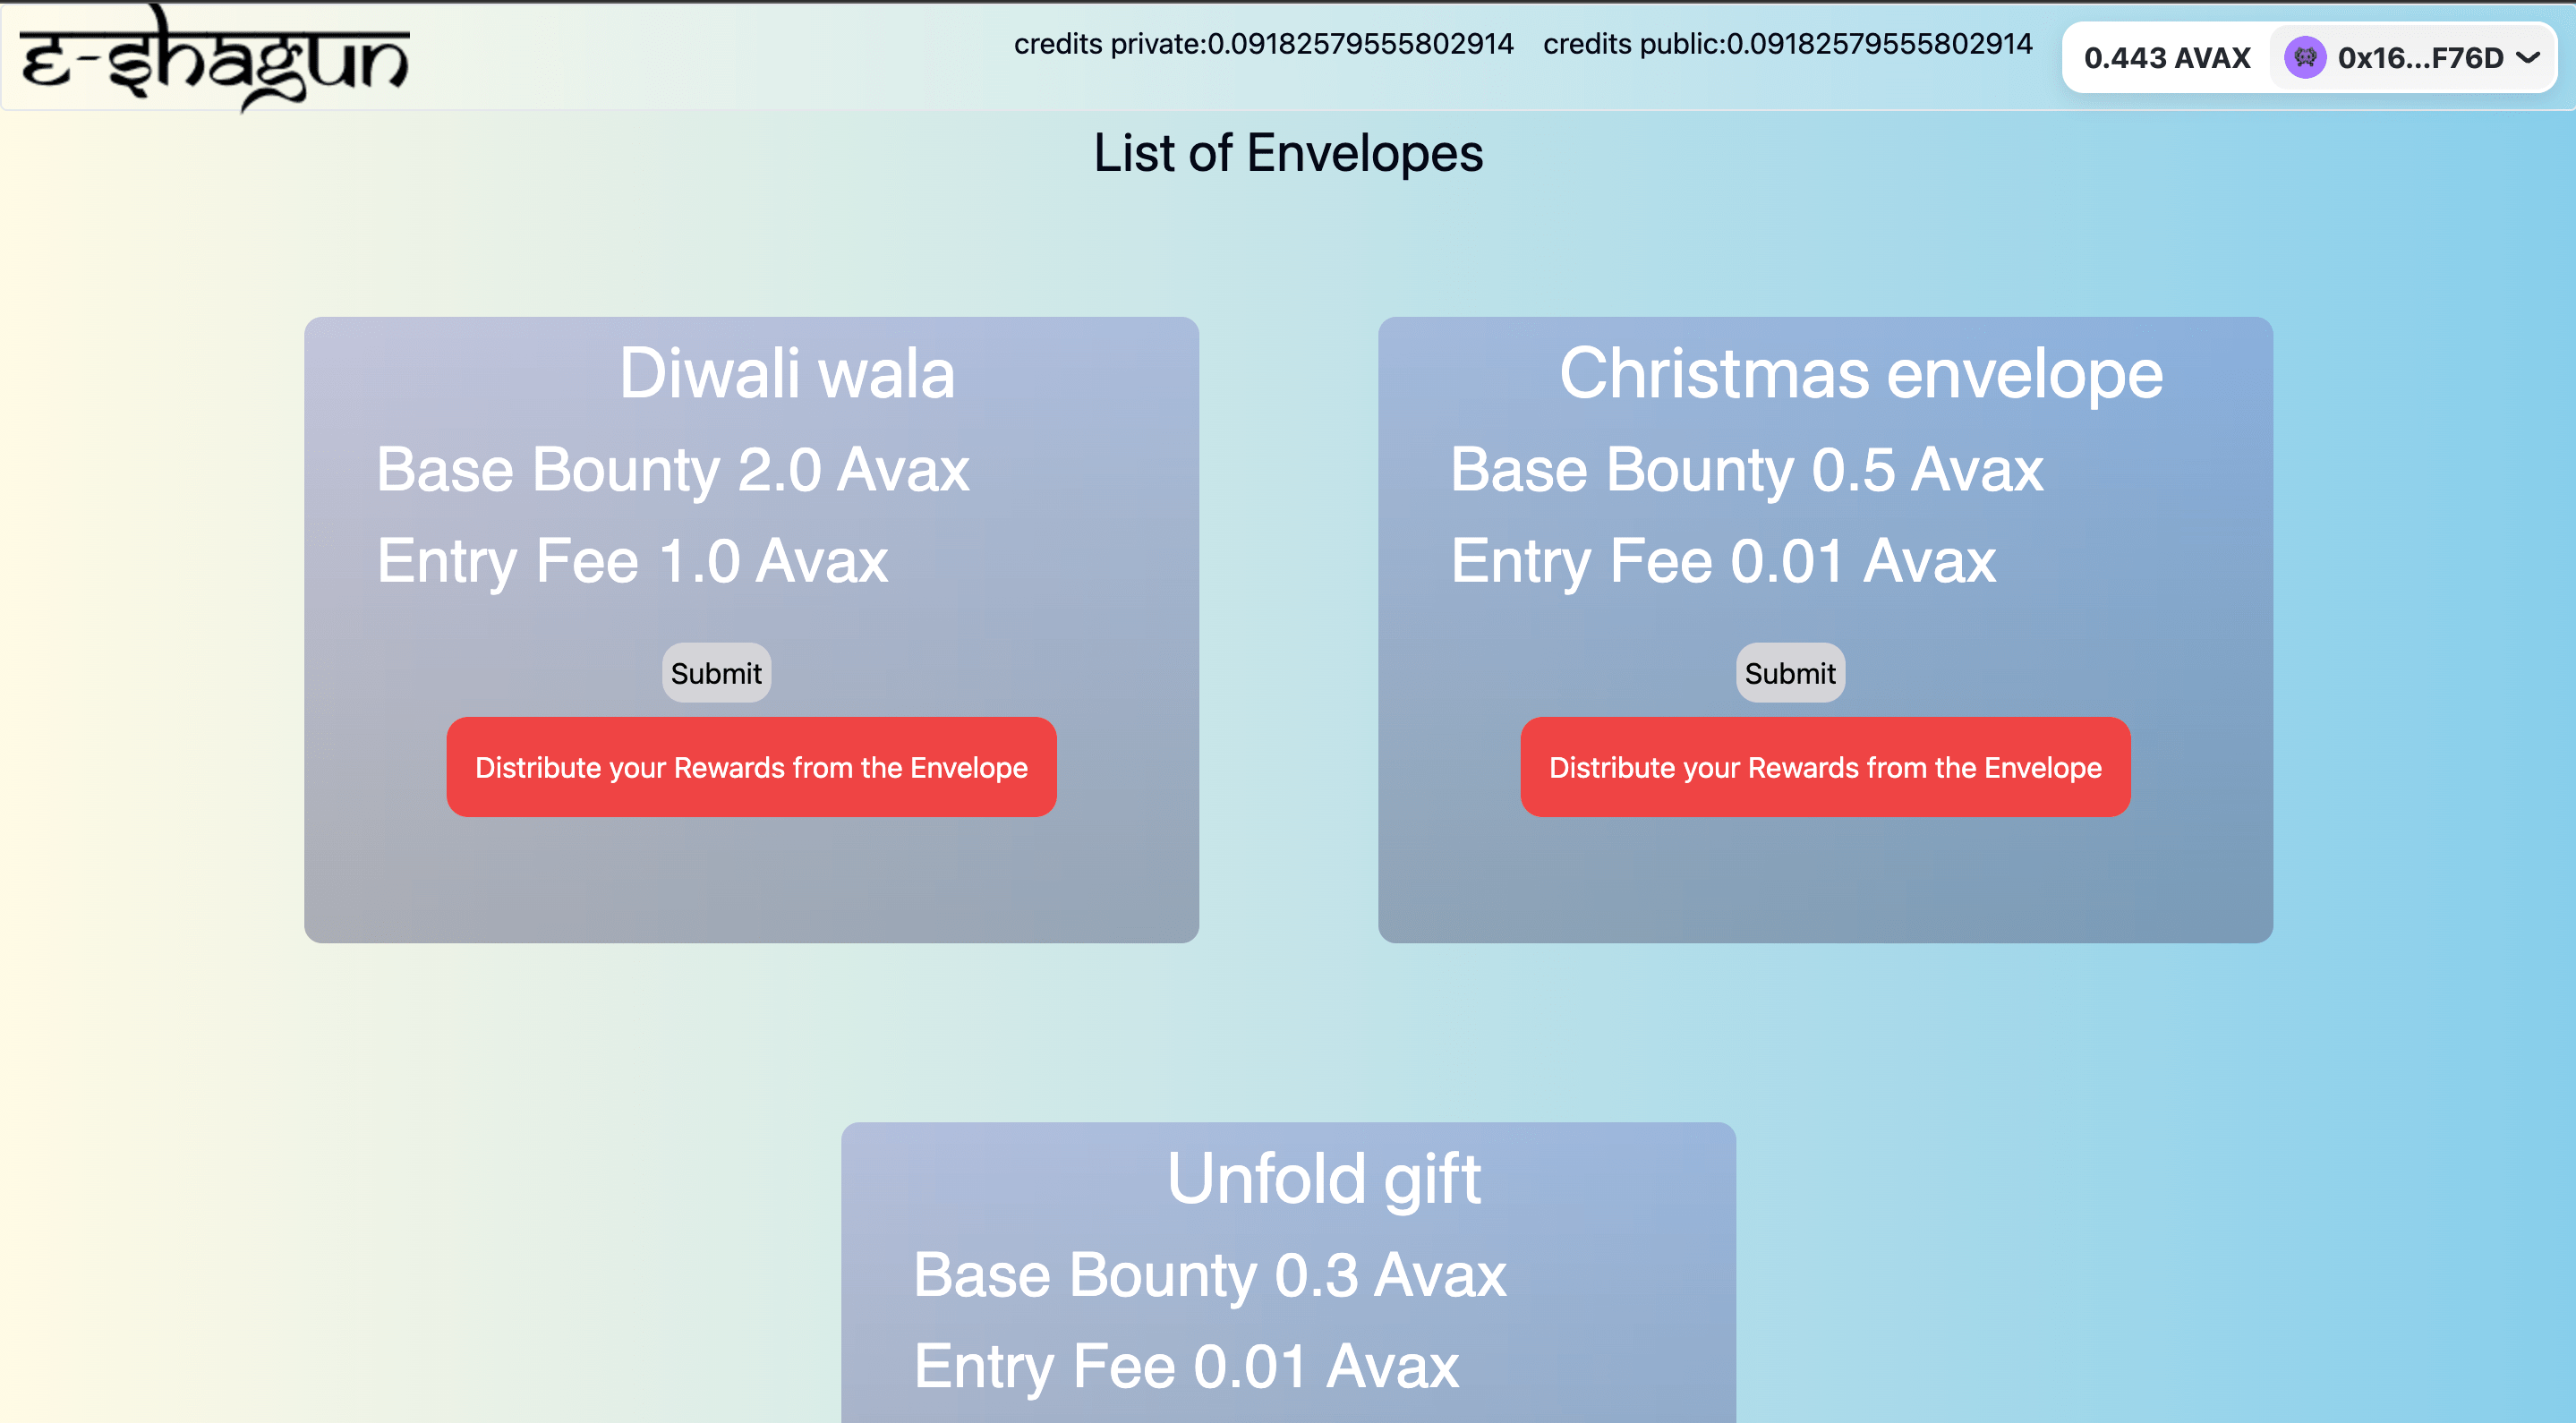 ε-shagun
credits private:0.09182579555802914 credits public:0.09182579555802914 0.443 AVAX 0x16...F76D
List of Envelopes
Diwali wala
Base Bounty 2.0 Avax
Entry Fee 1.0 Avax
Submit
Distribute your Rewards from the Envelope
Christmas envelope
Base Bounty 0.5 Avax
Entry Fee 0.01 Avax
Submit
Distribute your Rewards from the Envelope
Unfold gift
Base Bounty 0.3 Avax
Entry Fee 0.01 Avax